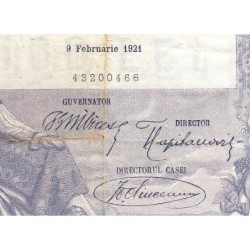 9 Februarie 1921
43200466
GUVERNATOR
DIRECTOR
DIRECTORUL CASEI